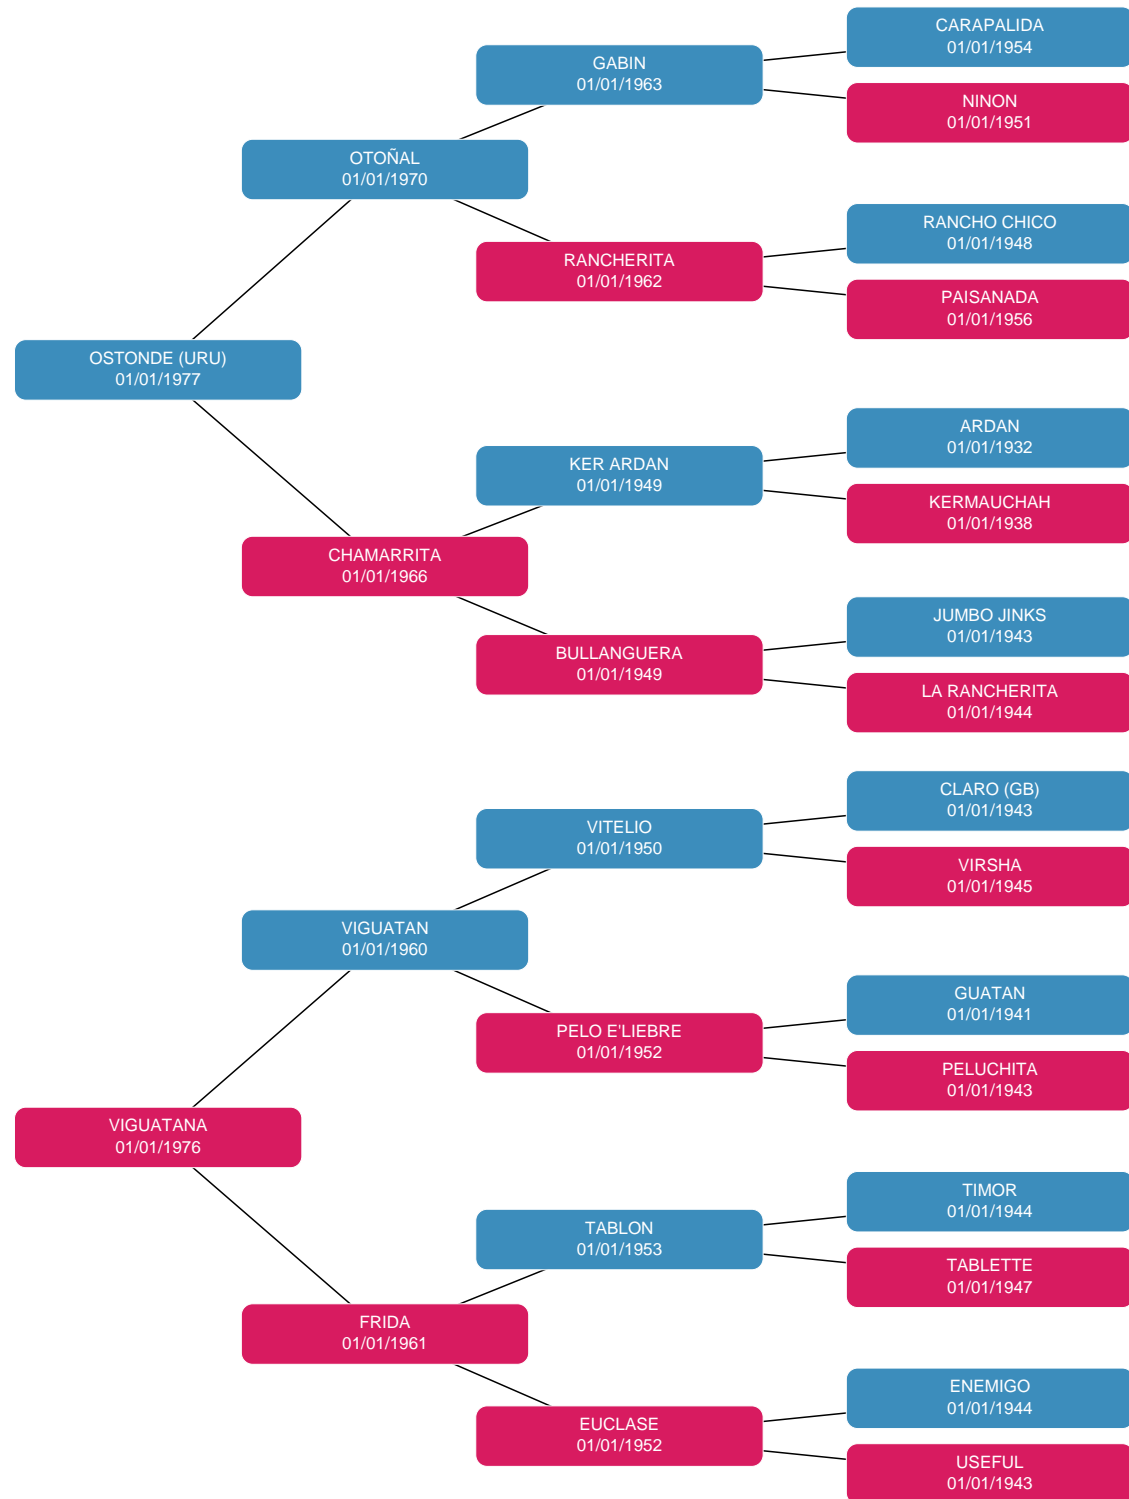 CARAPALIDA
01/01/1954
GABIN
01/01/1963
NINON
01/01/1951
OTOÑAL
01/01/1970
RANCHO CHICO
01/01/1948
RANCHERITA
01/01/1962
PAISANADA
01/01/1956
OSTONDE (URU)
01/01/1977
ARDAN
01/01/1932
KER ARDAN
01/01/1949
KERMAUCHAH
01/01/1938
CHAMARRITA
01/01/1966
JUMBO JINKS
01/01/1943
BULLANGUERA
01/01/1949
LA RANCHERITA
01/01/1944
CLARO (GB)
01/01/1943
VITELIO
01/01/1950
VIRSHA
01/01/1945
VIGUATAN
01/01/1960
GUATAN
01/01/1941
PELO E'LIEBRE
01/01/1952
PELUCHITA
01/01/1943
VIGUATANA
01/01/1976
TIMOR
01/01/1944
TABLON
01/01/1953
TABLETTE
01/01/1947
FRIDA
01/01/1961
ENEMIGO
01/01/1944
EUCLASE
01/01/1952
USEFUL
01/01/1943